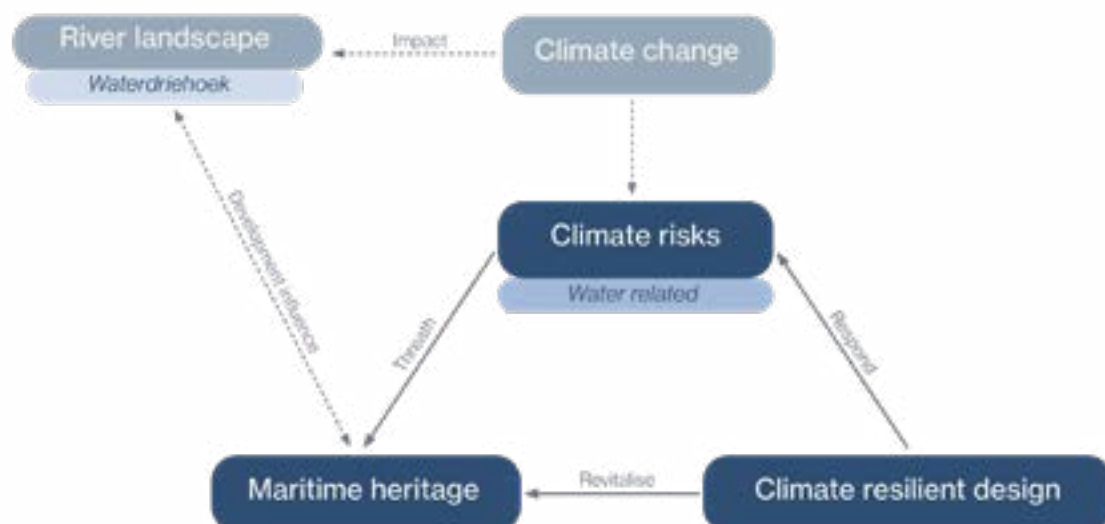 River landscape
Waterdriehoek
Impact
Climate change
Development influence
Climate risks
Water related
Threath
Respond
Maritime heritage
Revitalise
Climate resilient design